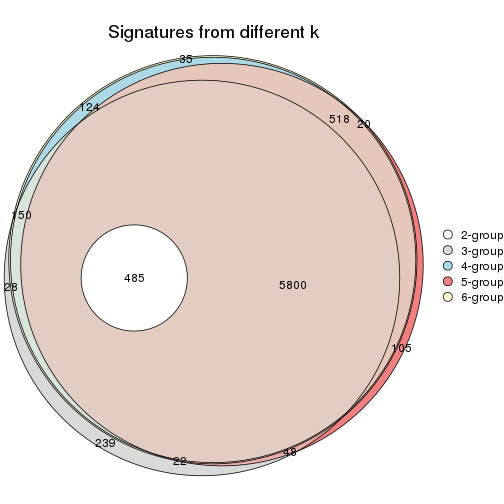 Signatures from different k
35
124
518
20
150
2-group
3-group
4-group
5-group
6-group
485
5800
28
105
239
48
22